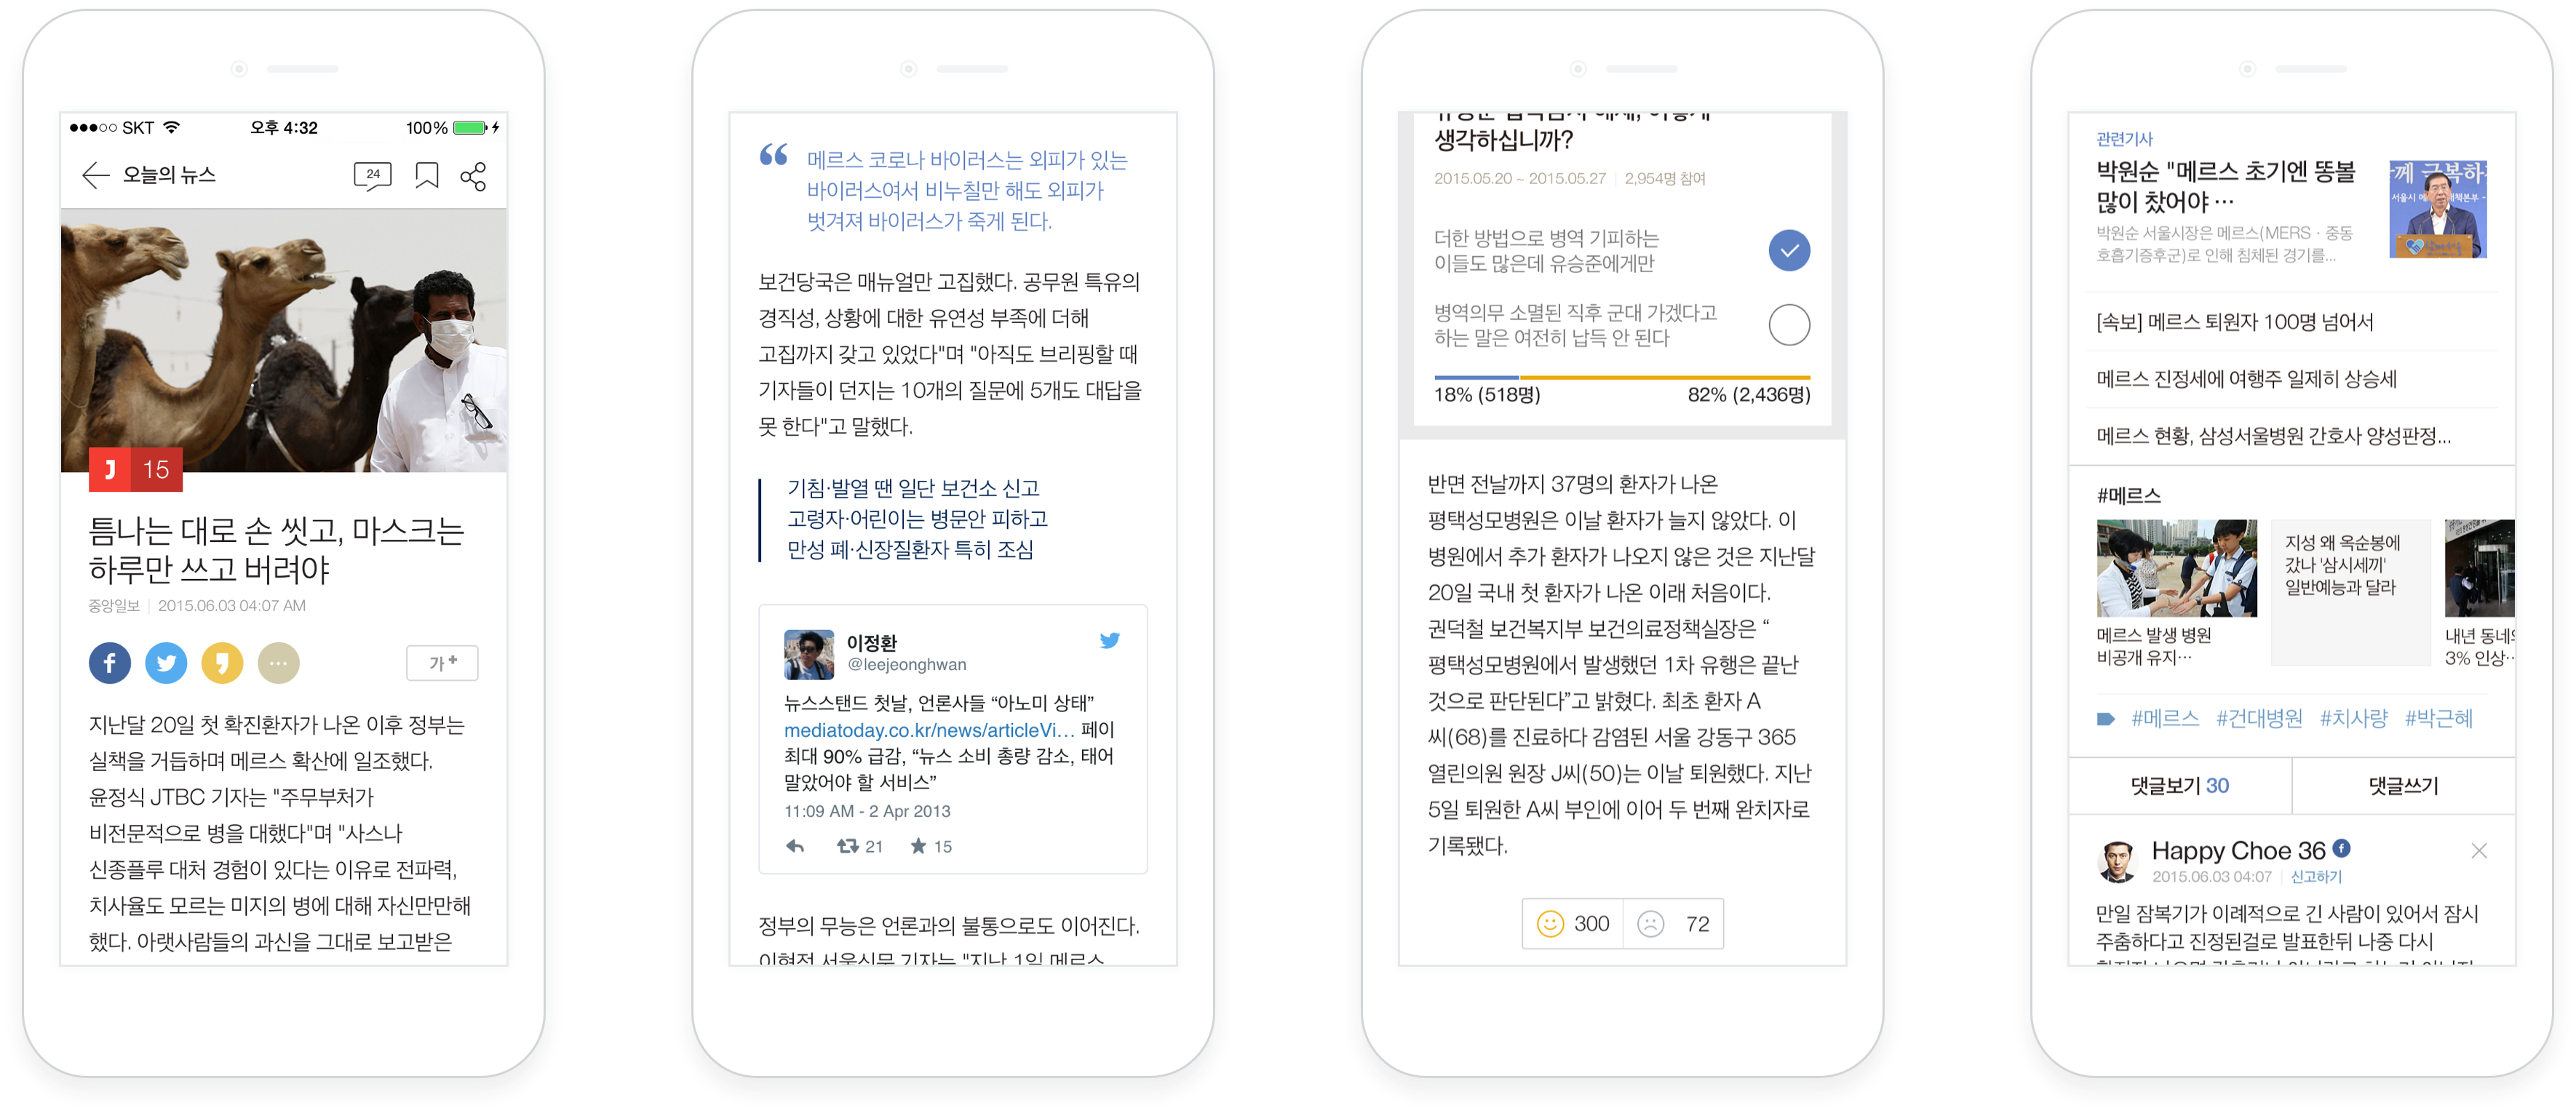 SKT 오후 4:32 100%
오늘의 뉴스 24
J 15
틈나는 대로 손 씻고, 마스크는
하루만 쓰고 버려야
중앙일보 2015.06.03 04:07 AM
가+
지난달 20일 첫 확진환자가 나온 이후 정부는
실책을 거듭하며 메르스 확산에 일조했다.
윤정식 JTBC 기자는 "주무부처가
비전문적으로 병을 대했다"며 "사스나
신종플루 대처 경험이 있다는 이유로 전파력,
치사율도 모르는 미지의 병에 대해 자신만만해
했다. 아랫사람들의 과신을 그대로 보고받은
“ 메르스 코로나 바이러스는 외피가 있는
바이러스여서 비누칠만 해도 외피가
벗겨져 바이러스가 죽게 된다.
보건당국은 매뉴얼만 고집했다. 공무원 특유의
경직성, 상황에 대한 유연성 부족에 더해
고집까지 갖고 있었다"며 "아직도 브리핑할 때
기자들이 던지는 10개의 질문에 5개도 대답을
못 한다"고 말했다.
기침·발열 땐 일단 보건소 신고
고령자·어린이는 병문안 피하고
만성 폐·신장질환자 특히 조심
이정환
@leejeonghwan
뉴스스탠드 첫날, 언론사들 “아노미 상태”
mediatoday.co.kr/news/articleVi... 페이
최대 90% 급감, “뉴스 소비 총량 감소, 태어
말았어야 할 서비스”
11:09 AM - 2 Apr 2013
21 15
정부의 무능은 언론과의 불통으로도 이어진다.
이현정 서울신문 기자는 "지난 1일 메르스
생각하십니까?
2015.05.20 ~ 2015.05.27 2,954명 참여
더한 방법으로 병역 기피하는
이들도 많은데 유승준에게만
병역의무 소멸된 직후 군대 가겠다고
하는 말은 여전히 납득 안 된다
18% (518명) 82% (2,436명)
반면 전날까지 37명의 환자가 나온
평택성모병원은 이날 환자가 늘지 않았다. 이
병원에서 추가 환자가 나오지 않은 것은 지난달
20일 국내 첫 환자가 나온 이래 처음이다.
권덕철 보건복지부 보건의료정책실장은 “
평택성모병원에서 발생했던 1차 유행은 끝난
것으로 판단된다”고 밝혔다. 최초 환자 A
씨(68)를 진료하다 감염된 서울 강동구 365
열린의원 원장 J씨(50)는 이날 퇴원했다. 지난
5일 퇴원한 A씨 부인에 이어 두 번째 완치자로
기록됐다.
300 72
관련기사
박원순 "메르스 초기엔 똥볼
많이 찼어야 ···
박원순 서울시장은 메르스(MERS · 중동
호흡기증후군)로 인해 침체된 경기를...
[속보] 메르스 퇴원자 100명 넘어서
메르스 진정세에 여행주 일제히 상승세
메르스 현황, 삼성서울병원 간호사 양성판정...
#메르스
메르스 발생 병원
비공개 유지···
지성 왜 옥순봉에
갔나 '삼시세끼'
일반예능과 달라
내년 동네
3% 인상··
#메르스 #건대병원 #치사량 #박근혜
댓글보기 30 댓글쓰기
Happy Choe 36
2015.06.03 04:07 신고하기
만일 잠복기가 이례적으로 긴 사람이 있어서 잠시
주춤하다고 진정된걸로 발표한뒤 나중 다시